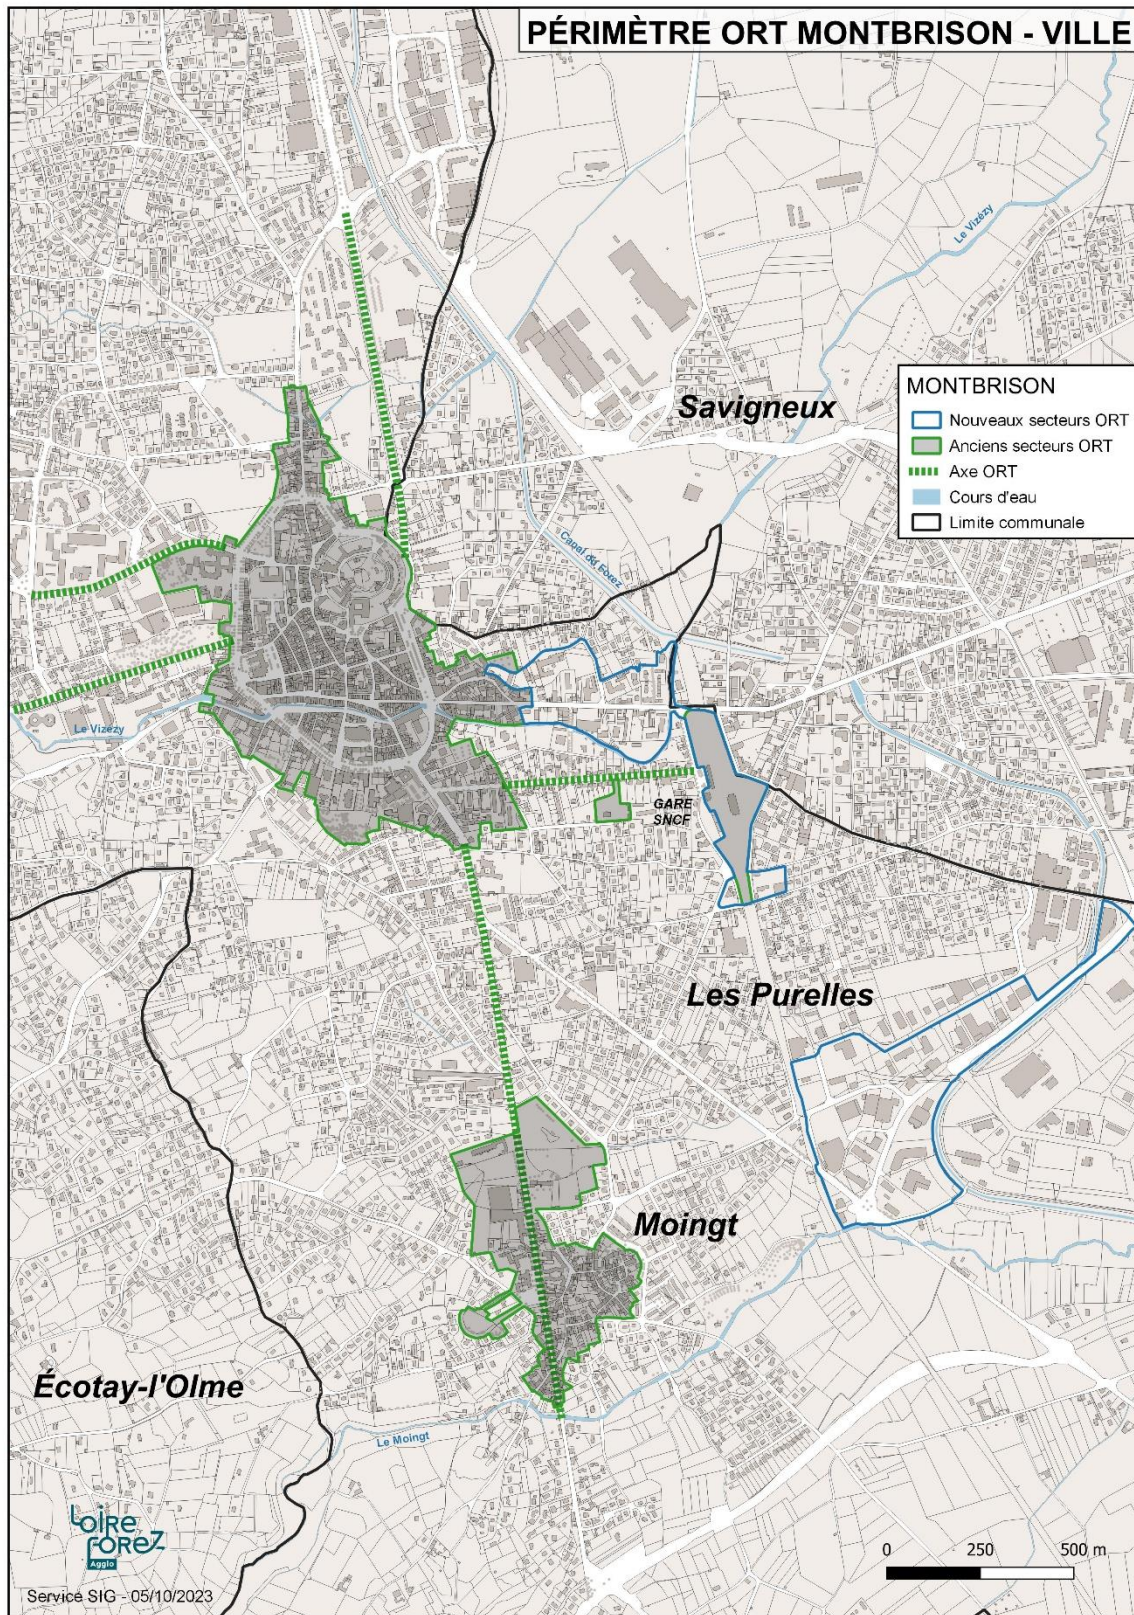 PÉRIMÈTRE ORT MONTBRISON - VILLE
Le Vizézy
Savigneux
MONTBRISON
Nouveaux secteurs ORT
Anciens secteurs ORT
Axe ORT
Cours d'eau
Limite communale
Canal du Forez
Le Vizézy
GARE
SNCF
Les Purelles
Moingt
Écotay-l'Olme
Le Moingt
Loire
Forez
Agglo
0 250 500 m
Service SIG - 05/10/2023